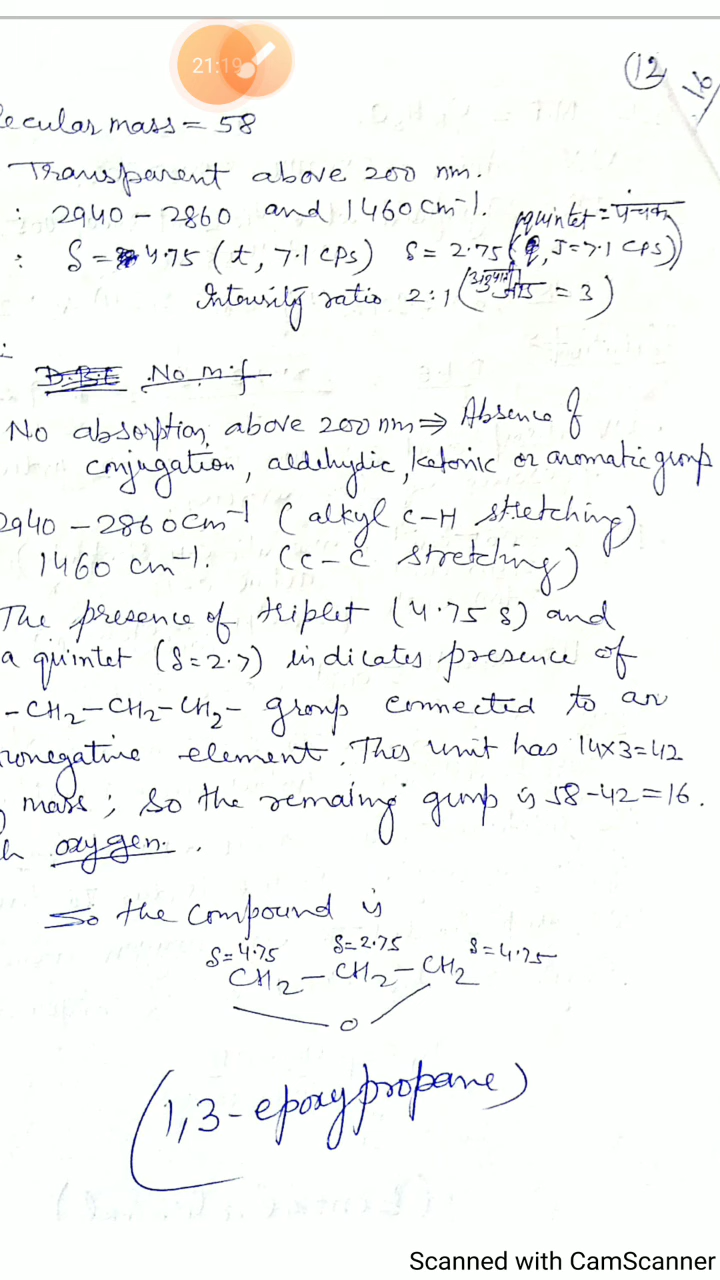 21:19
(12)
ecular mass = 58
Transparent above 200 nm.
: 2940 - 2860 and 1460 cm-1.
quintet =
: δ = 4.75 (t, 7.1 cps) δ = 2.75 ( , J = 7.1 cps)
Intensity ratio 2:1 ( = 3)
D.B.E No m.f
No absorption above 200 nm ⇒ Absence of
conjugation, aldehydic, ketonic or aromatic group
2940 - 2860 cm-1 (alkyl C-H stretching)
1460 cm-1. (C-C stretching)
The presence of triplet (4.75 δ) and
a quintet (δ = 2.7) indicates presence of
-CH2-CH2-CH2- group connected to an
ronegative element. This unit has 14x3=42
mass; So the remaing group is 58-42=16.
oxygen.
So the compound is
δ=4.75 δ=2.75 δ=4.75
CH2-CH2-CH2
O
(1,3-epoxypropane)
Scanned with CamScanner